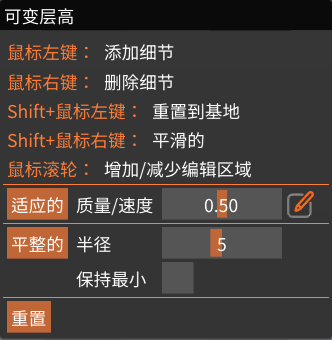 可变层高
鼠标左键： 添加细节
鼠标右键： 删除细节
Shift+鼠标左键： 重置到基地
Shift+鼠标右键： 平滑的
鼠标滚轮： 增加/减少编辑区域
适应的 质量/速度 0.50
平整的 半径 5
保持最小
重置